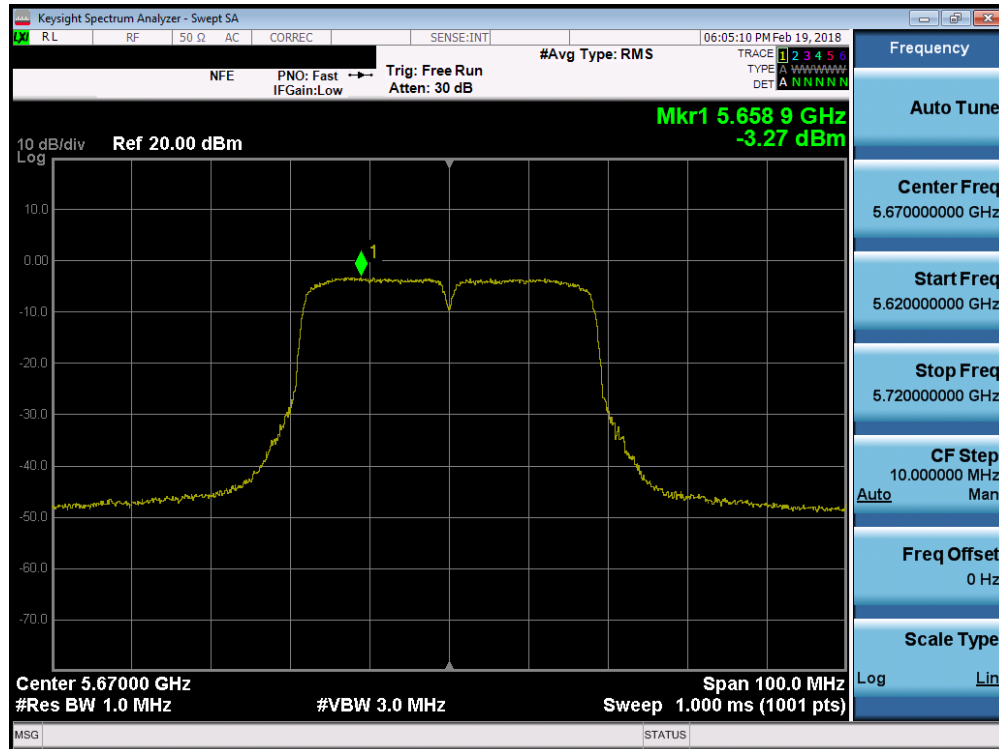 Keysight Spectrum Analyzer - Swept SA
LXI RL RF 50 Ω AC CORREC SENSE:INT 06:05:10 PM Feb 19, 2018
#Avg Type: RMS
TRACE 1 2 3 4 5 6
TYPE A WWWWW
DET A N N N N N
NFE
PNO: Fast
IFGain:Low
Trig: Free Run
Atten: 30 dB
Mkr1 5.658 9 GHz
-3.27 dBm
10 dB/div Ref 20.00 dBm
Log
1
10.0
0.00
-10.0
-20.0
-30.0
-40.0
-50.0
-60.0
-70.0
Center 5.67000 GHz Span 100.0 MHz
#Res BW 1.0 MHz #VBW 3.0 MHz Sweep 1.000 ms (1001 pts)
MSG STATUS
Frequency
Auto Tune
Center Freq
5.670000000 GHz
Start Freq
5.620000000 GHz
Stop Freq
5.720000000 GHz
CF Step
10.000000 MHz
Auto Man
Freq Offset
0 Hz
Scale Type
Log Lin